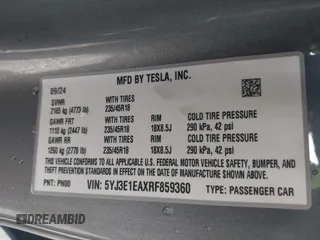 MFD BY TESLA, INC.
09/24
GVWR WITH TIRES
2165 kg (4773 lb) 235/45R18
GAWR FRT WITH TIRES RIM COLD TIRE PRESSURE
1110 kg (2447 lb) 235/45R18 18X8.5J 290 kPa, 42 psi
GAWR RR WITH TIRES RIM COLD TIRE PRESSURE
1260 kg (2778 lb) 235/45R18 18X8.5J 290 kPa, 42 psi
THIS VEHICLE CONFORMS TO ALL APPLICABLE U.S. FEDERAL MOTOR VEHICLE SAFETY, BUMPER, AND
THEFT PREVENTION STANDARDS IN EFFECT ON THE DATE OF MANUFACTURE SHOWN ABOVE.
PNT: PN00 VIN: 5YJ3E1EAXRF859360 TYPE: PASSENGER CAR
DREAMBID